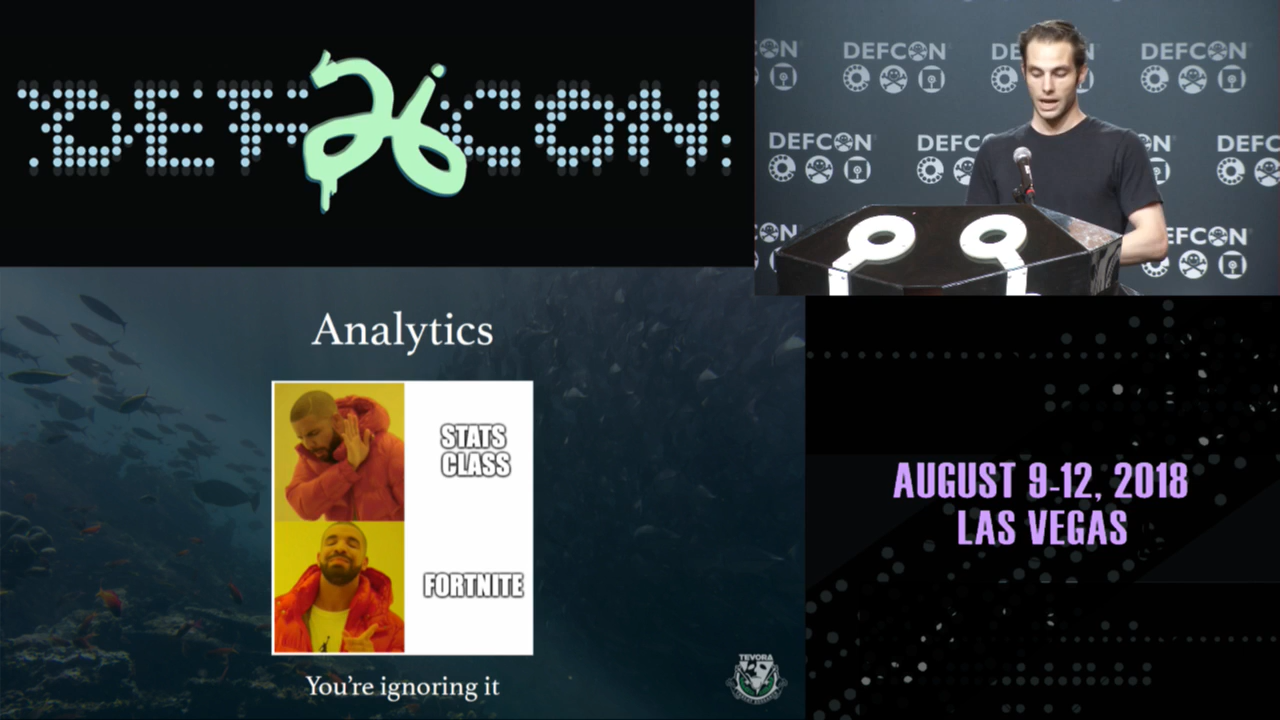 DEF CON
26
DEFCON
DEFCON
DEFCON
DEFCON
DEFCON
DEFCON
Analytics
STATS
CLASS
FORTNITE
You're ignoring it
TEVORA
AUGUST 9-12, 2018
LAS VEGAS